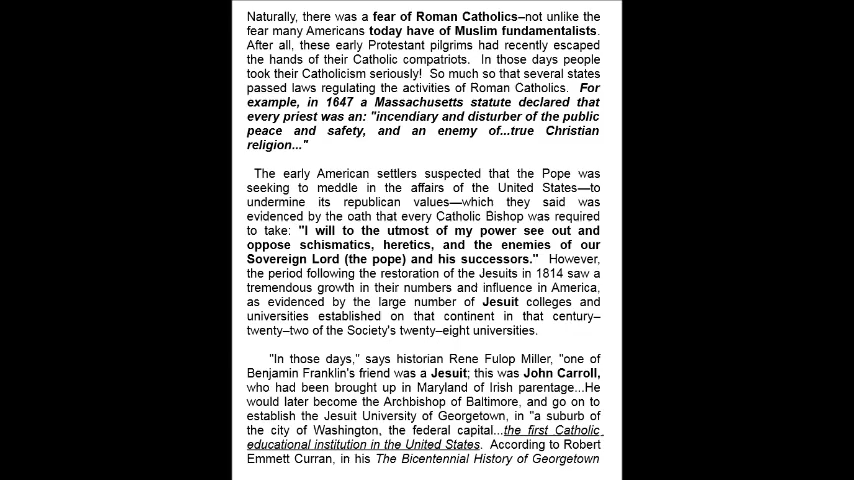 Naturally, there was a fear of Roman Catholics–not unlike the
fear many Americans today have of Muslim fundamentalists.
After all, these early Protestant pilgrims had recently escaped
the hands of their Catholic compatriots. In those days people
took their Catholicism seriously! So much so that several states
passed laws regulating the activities of Roman Catholics. For
example, in 1647 a Massachusetts statute declared that
every priest was an: "incendiary and disturber of the public
peace and safety, and an enemy of...true Christian
religion..."
The early American settlers suspected that the Pope was
seeking to meddle in the affairs of the United States—to
undermine its republican values—which they said was
evidenced by the oath that every Catholic Bishop was required
to take: "I will to the utmost of my power see out and
oppose schismatics, heretics, and the enemies of our
Sovereign Lord (the pope) and his successors." However,
the period following the restoration of the Jesuits in 1814 saw a
tremendous growth in their numbers and influence in America,
as evidenced by the large number of Jesuit colleges and
universities established on that continent in that century–
twenty–two of the Society's twenty–eight universities.
"In those days," says historian Rene Fulop Miller, "one of
Benjamin Franklin's friend was a Jesuit; this was John Carroll,
who had been brought up in Maryland of Irish parentage...He
would later become the Archbishop of Baltimore, and go on to
establish the Jesuit University of Georgetown, in "a suburb of
the city of Washington, the federal capital...the first Catholic
educational institution in the United States. According to Robert
Emmett Curran, in his The Bicentennial History of Georgetown